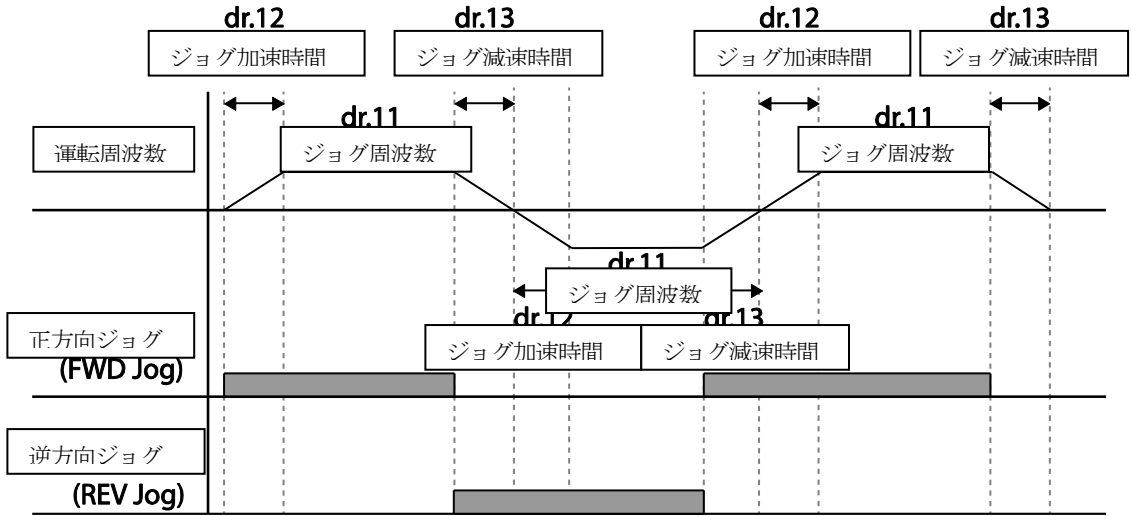 dr.12
dr.13
dr.12
dr.13
ジョグ加速時間
ジョグ減速時間
ジョグ加速時間
ジョグ減速時間
dr.11
dr.11
運転周波数
ジョグ周波数
ジョグ周波数
dr.11
ジョグ周波数
dr.12
dr.13
正方向ジョグ
(FWD Jog)
ジョグ加速時間
ジョグ減速時間
逆方向ジョグ
(REV Jog)